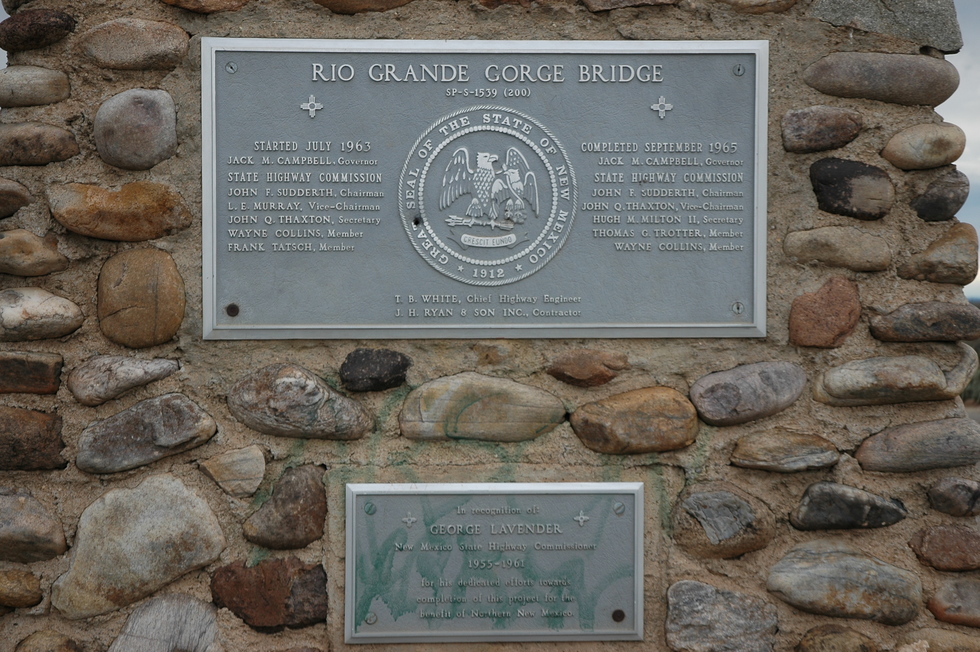 RIO GRANDE GORGE BRIDGE
SP-S-1539 (200)
STARTED JULY 1963
JACK M. CAMPBELL, Governor
STATE HIGHWAY COMMISSION
JOHN F. SUDDERTH, Chairman
L. E. MURRAY, Vice-Chairman
JOHN Q. THAXTON, Secretary
WAYNE COLLINS, Member
FRANK TATSCH, Member
GREAT SEAL OF THE STATE OF NEW MEXICO
CRESCIT EUNDO
1912
COMPLETED SEPTEMBER 1965
JACK M. CAMPBELL, Governor
STATE HIGHWAY COMMISSION
JOHN F. SUDDERTH, Chairman
JOHN Q. THAXTON, Vice-Chairman
HUGH M. MILTON II, Secretary
THOMAS G. TROTTER, Member
WAYNE COLLINS, Member
T. B. WHITE, Chief Highway Engineer
J. H. RYAN & SON INC., Contractor
In recognition of:
GEORGE LAVENDER
New Mexico State Highway Commissioner
1955-1961
for his dedicated efforts towards
completion of this project for the
benefit of Northern New Mexico